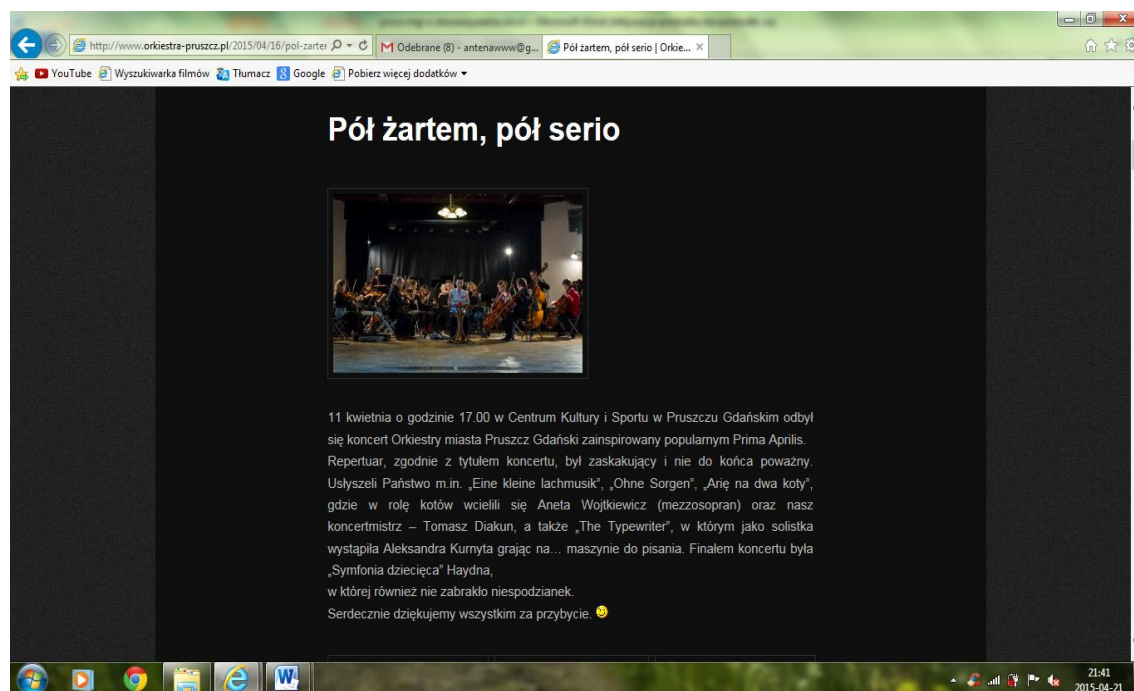 http://www.orkiestra-pruszcz.pl/2015/04/16/pol-zarter
Odebrane (8) - antenawww@g...
Pół żartem, pół serio | Orkie...
YouTube Wyszukiwarka filmów Tłumacz Google Pobierz więcej dodatków
Pół żartem, pół serio
11 kwietnia o godzinie 17.00 w Centrum Kultury i Sportu w Pruszczu Gdańskim odbył
się koncert Orkiestry miasta Pruszcz Gdański zainspirowany popularnym Prima Aprilis.
Repertuar, zgodnie z tytułem koncertu, był zaskakujący i nie do końca poważny.
Usłyszeli Państwo m.in. „Eine kleine lachmusik”, „Ohne Sorgen”, „Arię na dwa koty”,
gdzie w rolę kotów wcielili się Aneta Wojtkiewicz (mezzosopran) oraz nasz
koncertmistrz – Tomasz Diakun, a także „The Typewriter”, w którym jako solistka
wystąpiła Aleksandra Kurnyta grając na… maszynie do pisania. Finałem koncertu była
„Symfonia dziecięca” Haydna,
w której również nie zabrakło niespodzianek.
Serdecznie dziękujemy wszystkim za przybycie.
21:41
2015-04-21